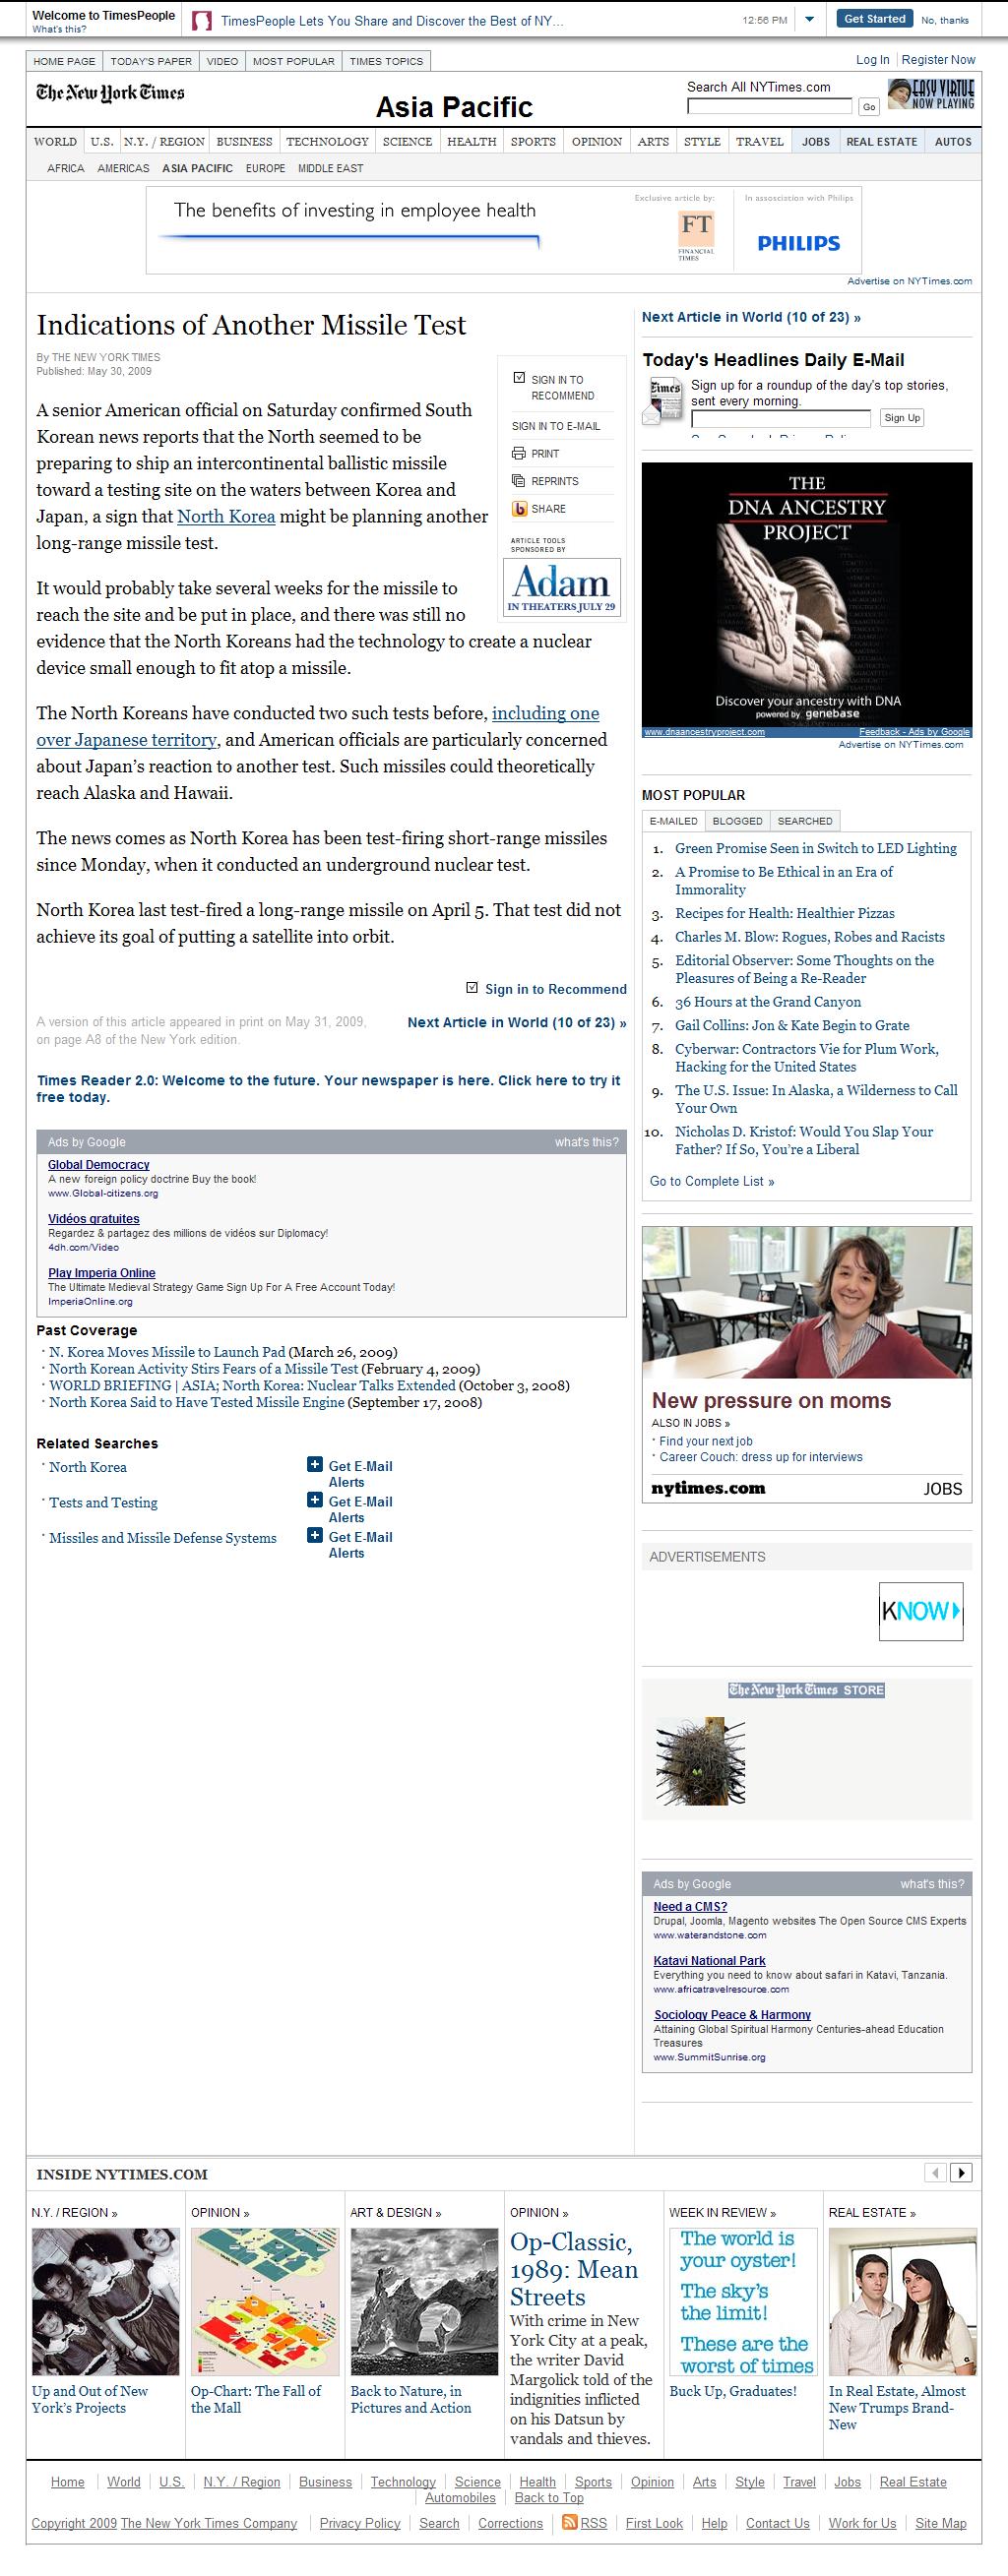 Welcome to TimesPeople
What's this?
TimesPeople Lets You Share and Discover the Best of NY...
12:56 PM
Get Started
No, thanks
HOME PAGE TODAY'S PAPER VIDEO MOST POPULAR TIMES TOPICS
Log In Register Now
The New York Times
Asia Pacific
Search All NYTimes.com
Go
EASY VIRTUE
NOW PLAYING
WORLD U.S. N.Y. / REGION BUSINESS TECHNOLOGY SCIENCE HEALTH SPORTS OPINION ARTS STYLE TRAVEL JOBS REAL ESTATE AUTOS
AFRICA AMERICAS ASIA PACIFIC EUROPE MIDDLE EAST
The benefits of investing in employee health
Exclusive article by:
FT
FINANCIAL
TIMES
In association with Philips
PHILIPS
Advertise on NYTimes.com
Indications of Another Missile Test
By THE NEW YORK TIMES
Published: May 30, 2009
SIGN IN TO
RECOMMEND
SIGN IN TO E-MAIL
PRINT
REPRINTS
SHARE
ARTICLE TOOLS
SPONSORED BY
Adam
IN THEATERS JULY 29
A senior American official on Saturday confirmed South
Korean news reports that the North seemed to be
preparing to ship an intercontinental ballistic missile
toward a testing site on the waters between Korea and
Japan, a sign that North Korea might be planning another
long-range missile test.
It would probably take several weeks for the missile to
reach the site and be put in place, and there was still no
evidence that the North Koreans had the technology to create a nuclear
device small enough to fit atop a missile.
The North Koreans have conducted two such tests before, including one
over Japanese territory, and American officials are particularly concerned
about Japan's reaction to another test. Such missiles could theoretically
reach Alaska and Hawaii.
The news comes as North Korea has been test-firing short-range missiles
since Monday, when it conducted an underground nuclear test.
North Korea last test-fired a long-range missile on April 5. That test did not
achieve its goal of putting a satellite into orbit.
Sign in to Recommend
A version of this article appeared in print on May 31, 2009,
on page A8 of the New York edition.
Next Article in World (10 of 23) »
Times Reader 2.0: Welcome to the future. Your newspaper is here. Click here to try it
free today.
Ads by Google what's this?
Global Democracy
A new foreign policy doctrine Buy the book!
www.Global-citizens.org
Vidéos gratuites
Regardez & partagez des millions de vidéos sur Diplomacy!
4dh.com/Video
Play Imperia Online
The Ultimate Medieval Strategy Game Sign Up For A Free Account Today!
ImperiaOnline.org
Past Coverage
N. Korea Moves Missile to Launch Pad (March 26, 2009)
North Korean Activity Stirs Fears of a Missile Test (February 4, 2009)
WORLD BRIEFING | ASIA; North Korea: Nuclear Talks Extended (October 3, 2008)
North Korea Said to Have Tested Missile Engine (September 17, 2008)
Related Searches
North Korea
Get E-Mail
Alerts
Tests and Testing
Get E-Mail
Alerts
Missiles and Missile Defense Systems
Get E-Mail
Alerts
Next Article in World (10 of 23) »
Today's Headlines Daily E-Mail
Times
Sign up for a roundup of the day's top stories,
sent every morning.
Sign Up
THE
DNA ANCESTRY
PROJECT
Discover your ancestry with DNA
powered by genebase
www.dnaancestryproject.com Feedback - Ads by Google
Advertise on NYTimes.com
MOST POPULAR
E-MAILED BLOGGED SEARCHED
1. Green Promise Seen in Switch to LED Lighting
2. A Promise to Be Ethical in an Era of
Immorality
3. Recipes for Health: Healthier Pizzas
4. Charles M. Blow: Rogues, Robes and Racists
5. Editorial Observer: Some Thoughts on the
Pleasures of Being a Re-Reader
6. 36 Hours at the Grand Canyon
7. Gail Collins: Jon & Kate Begin to Grate
8. Cyberwar: Contractors Vie for Plum Work,
Hacking for the United States
9. The U.S. Issue: In Alaska, a Wilderness to Call
Your Own
10. Nicholas D. Kristof: Would You Slap Your
Father? If So, You're a Liberal
Go to Complete List »
New pressure on moms
ALSO IN JOBS »
Find your next job
Career Couch: dress up for interviews
nytimes.com JOBS
ADVERTISEMENTS
KNOW
The New York Times STORE
Ads by Google what's this?
Need a CMS?
Drupal, Joomla, Magento websites The Open Source CMS Experts
www.waterandstone.com
Katavi National Park
Everything you need to know about safari in Katavi, Tanzania.
www.africatravelresource.com
Sociology Peace & Harmony
Attaining Global Spiritual Harmony Centuries-ahead Education
Treasures
www.SummitSunrise.org
INSIDE NYTIMES.COM
N.Y. / REGION »
Up and Out of New
York's Projects
OPINION »
Op-Chart: The Fall of
the Mall
ART & DESIGN »
Back to Nature, in
Pictures and Action
OPINION »
Op-Classic,
1989: Mean
Streets
With crime in New
York City at a peak,
the writer David
Margolick told of the
indignities inflicted
on his Datsun by
vandals and thieves.
WEEK IN REVIEW »
The world is
your oyster!
The sky's
the limit!
These are the
worst of times
Buck Up, Graduates!
REAL ESTATE »
In Real Estate, Almost
New Trumps Brand-
New
Home World U.S. N.Y. / Region Business Technology Science Health Sports Opinion Arts Style Travel Jobs Real Estate
Automobiles Back to Top
Copyright 2009 The New York Times Company Privacy Policy Search Corrections RSS First Look Help Contact Us Work for Us Site Map